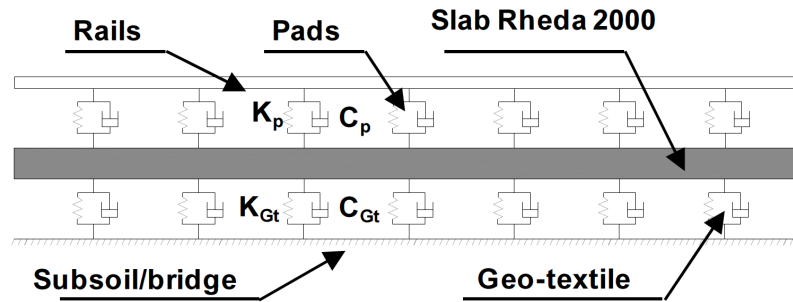 Rails
Pads
Slab Rheda 2000
Kp
Cp
KGt
CGt
Subsoil/bridge
Geo-textile